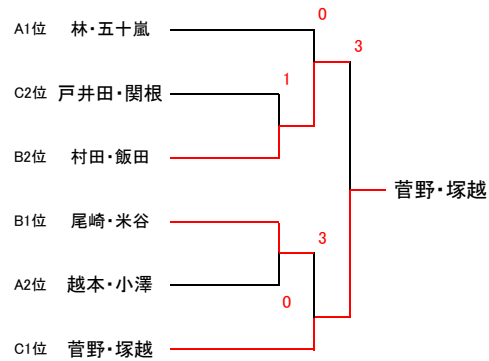 0
A1位 林・五十嵐
3
1
C2位 戸井田・関根
B2位 村田・飯田
菅野・塚越
B1位 尾崎・米谷
3
A2位 越本・小澤
0
C1位 菅野・塚越